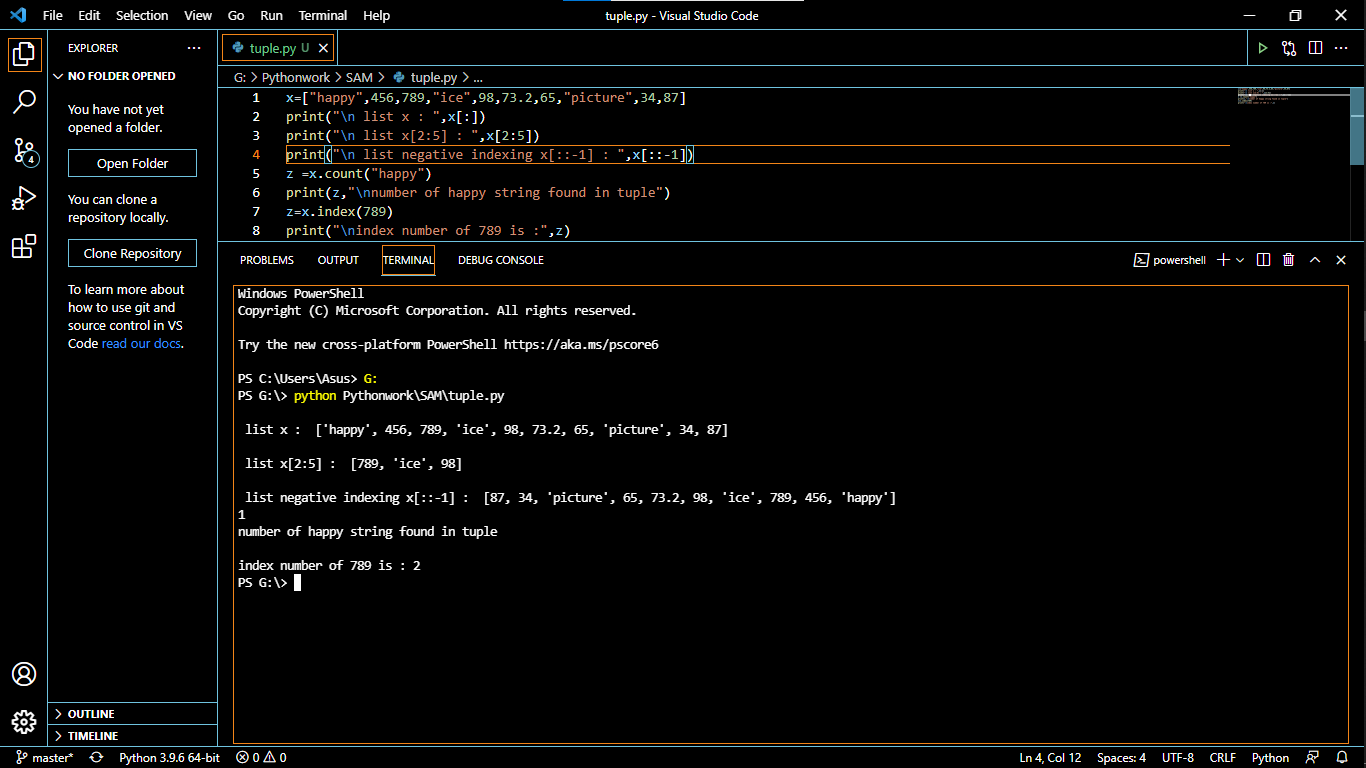 File Edit Selection View Go Run Terminal Help tuple.py - Visual Studio Code
EXPLORER
NO FOLDER OPENED
You have not yet
opened a folder.
Open Folder
You can clone a
repository locally.
Clone Repository
To learn more about
how to use git and
source control in VS
Code read our docs.
OUTLINE
TIMELINE
4
tuple.py U
G: > Pythonwork > SAM > tuple.py > ...
1 x=["happy",456,789,"ice",98,73.2,65,"picture",34,87]
2 print("\n list x : ",x[:])
3 print("\n list x[2:5] : ",x[2:5])
4 print("\n list negative indexing x[::-1] : ",x[::-1])
5 z =x.count("happy")
6 print(z,"\nnumber of happy string found in tuple")
7 z=x.index(789)
8 print("\nindex number of 789 is :",z)
PROBLEMS OUTPUT TERMINAL DEBUG CONSOLE powershell
Windows PowerShell
Copyright (C) Microsoft Corporation. All rights reserved.
Try the new cross-platform PowerShell https://aka.ms/pscore6
PS C:\Users\Asus> G:
PS G:\> python Pythonwork\SAM\tuple.py
list x :  ['happy', 456, 789, 'ice', 98, 73.2, 65, 'picture', 34, 87]
list x[2:5] :  [789, 'ice', 98]
list negative indexing x[::-1] :  [87, 34, 'picture', 65, 73.2, 98, 'ice', 789, 456, 'happy']
1
number of happy string found in tuple
index number of 789 is : 2
PS G:\>
master* Python 3.9.6 64-bit 0 0 Ln 4, Col 12 Spaces: 4 UTF-8 CRLF Python